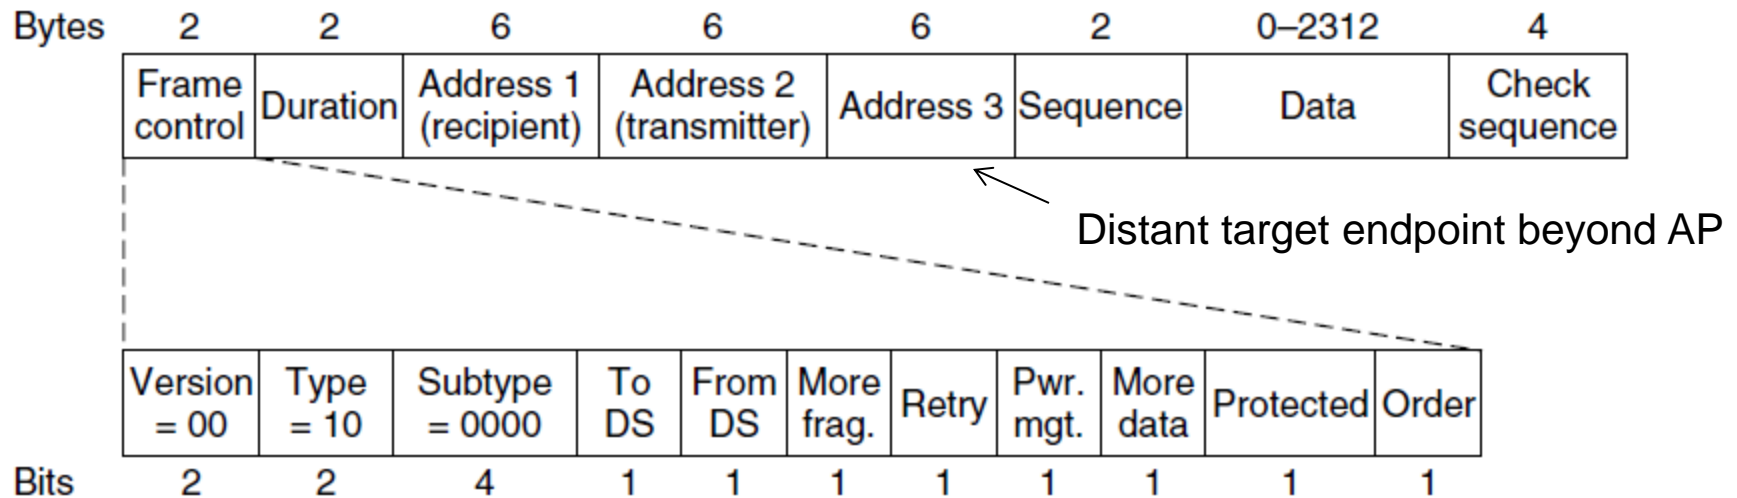 Bytes 2 2 6 6 6 2 0–2312 4
Frame control Duration Address 1 (recipient) Address 2 (transmitter) Address 3 Sequence Data Check sequence
Distant target endpoint beyond AP
Version = 00 Type = 10 Subtype = 0000 To DS From DS More frag. Retry Pwr. mgt. More data Protected Order
Bits 2 2 4 1 1 1 1 1 1 1 1